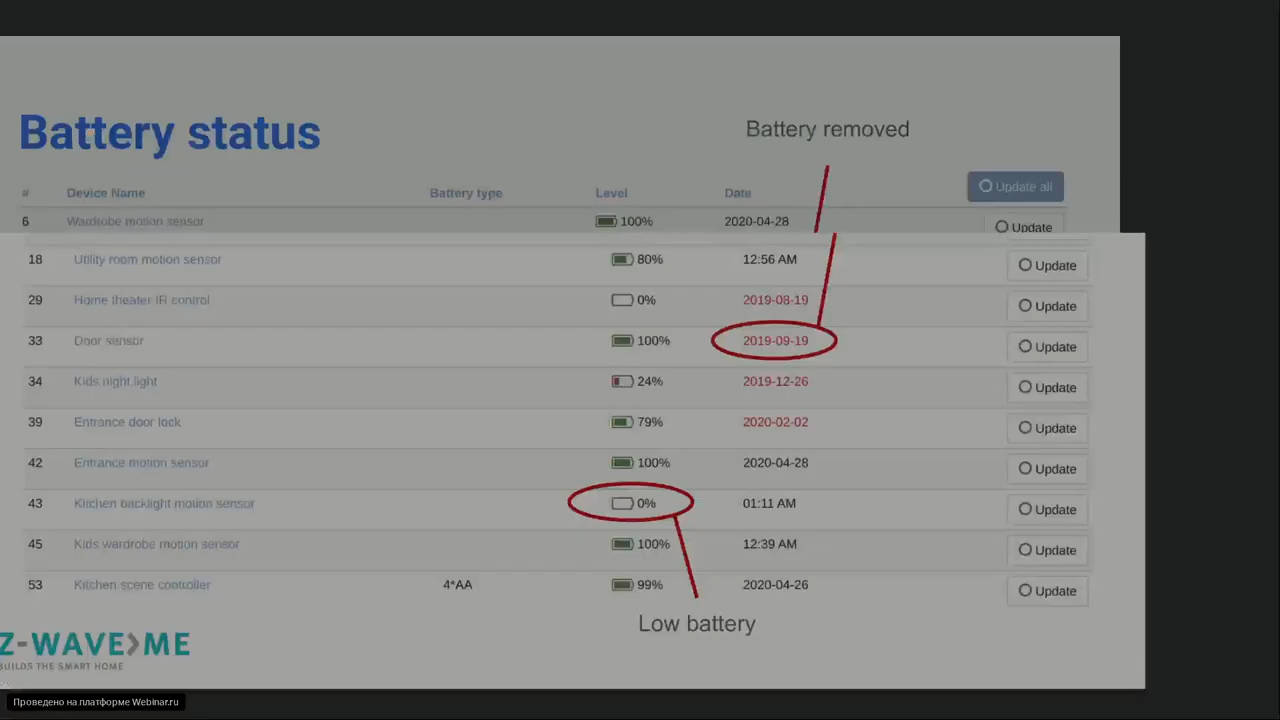 Battery status
Battery removed
# Device Name Battery type Level Date Update all
6 Wardrobe motion sensor 100% 2020-04-28 Update
18 Utility room motion sensor 80% 12:56 AM Update
29 Home theater IR control 0% 2019-08-19 Update
33 Door sensor 100% 2019-09-19 Update
34 Kids night light 24% 2019-12-26 Update
39 Entrance door lock 79% 2020-02-02 Update
42 Entrance motion sensor 100% 2020-04-28 Update
43 Kitchen backlight motion sensor 0% 01:11 AM Update
45 Kids wardrobe motion sensor 100% 12:39 AM Update
53 Kitchen scene controller 4*AA 99% 2020-04-26 Update
Low battery
Z-WAVE>ME
BUILDS THE SMART HOME
Проведено на платформе Webinar.ru